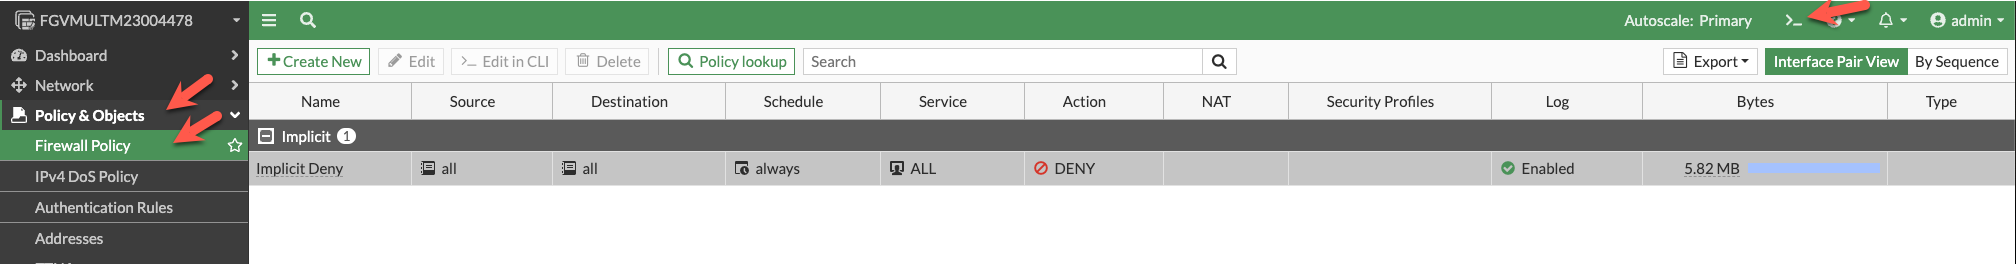 FGVMULTM23004478
Autoscale: Primary
admin
Dashboard
Network
Policy & Objects
Firewall Policy
IPv4 DoS Policy
Authentication Rules
Addresses
Create New
Edit
Edit in CLI
Delete
Policy lookup
Search
Export
Interface Pair View
By Sequence
Name Source Destination Schedule Service Action NAT Security Profiles Log Bytes Type
Implicit 1
Implicit Deny all all always ALL DENY Enabled 5.82 MB